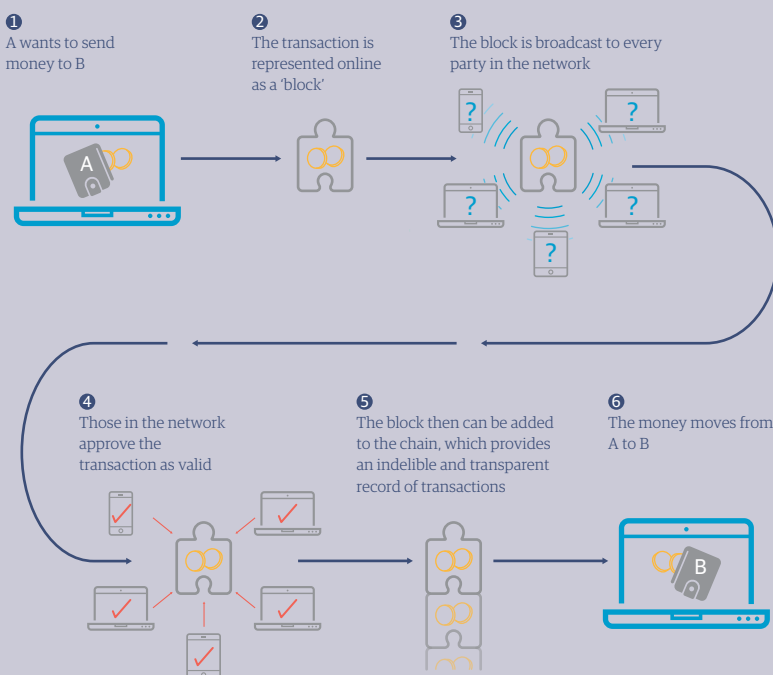 1
A wants to send
money to B
2
The transaction is
represented online
as a ‘block’
3
The block is broadcast to every
party in the network
A
?
?
?
?
?
4
Those in the network
approve the
transaction as valid
5
The block then can be added
to the chain, which provides
an indelible and transparent
record of transactions
6
The money moves from
A to B
B